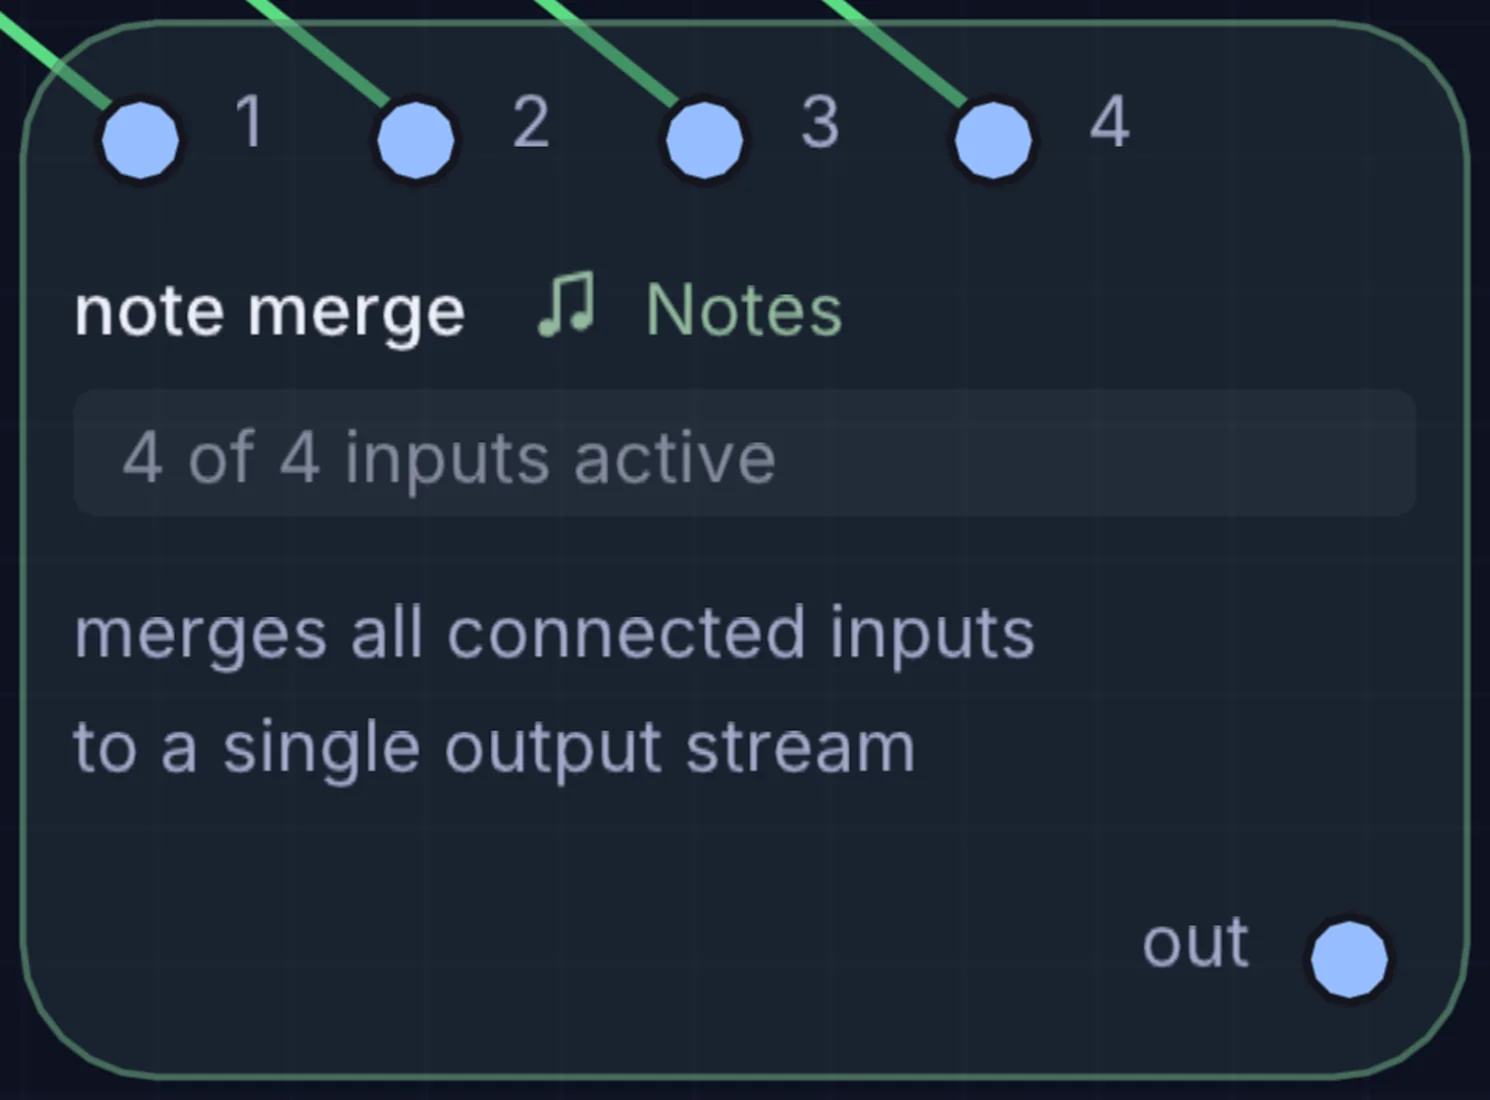 1 2 3 4
note merge Notes
4 of 4 inputs active
merges all connected inputs
to a single output stream
out